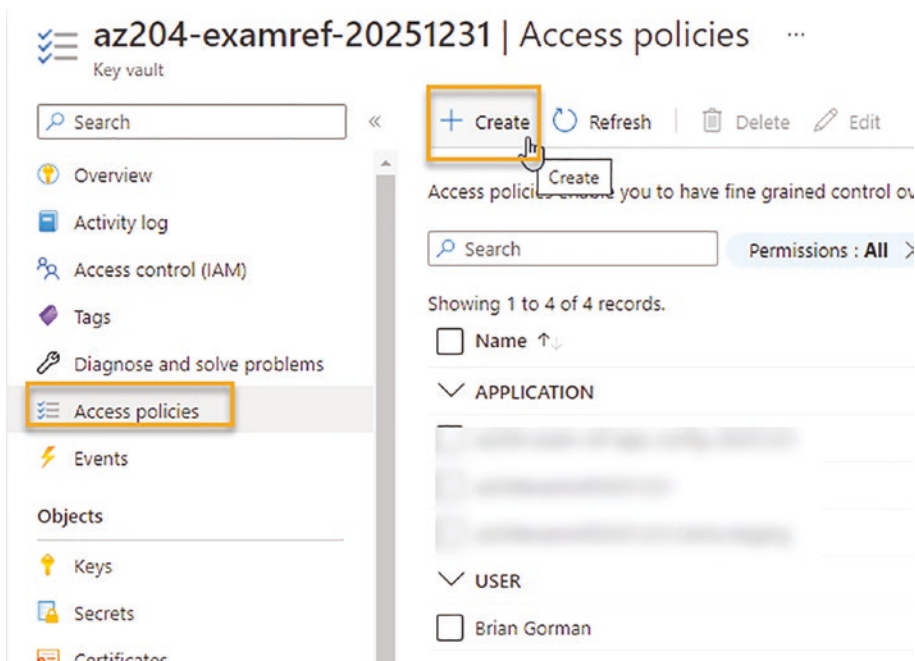 az204-examref-20251231 | Access policies ...
Key vault
Search
«
Overview
Activity log
Access control (IAM)
Tags
Diagnose and solve problems
Access policies
Events
Objects
Keys
Secrets
Certificates
+ Create
Refresh
Delete
Edit
Create
Access policies enable you to have fine grained control
Search
Permissions : All
Showing 1 to 4 of 4 records.
Name ↑↓
APPLICATION
USER
Brian Gorman